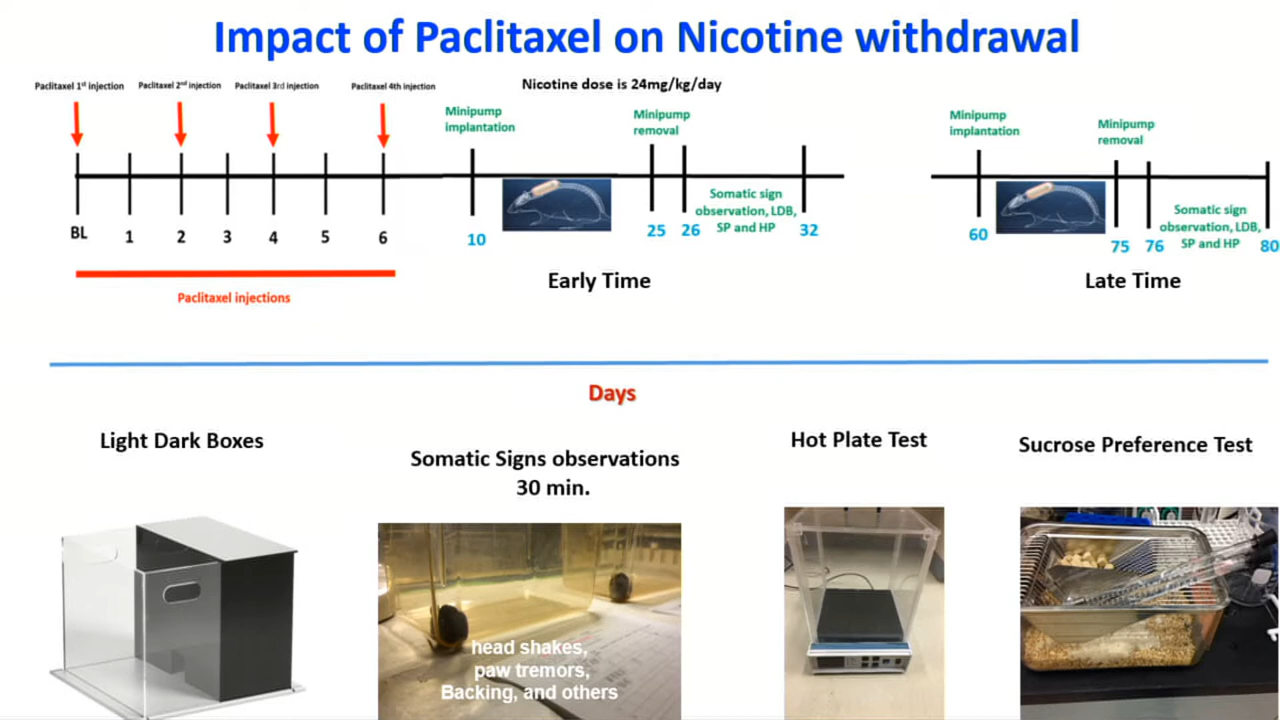 Impact of Paclitaxel on Nicotine withdrawal
Paclitaxel 1st injection
Paclitaxel 2nd injection
Paclitaxel 3rd injection
Paclitaxel 4th injection
Nicotine dose is 24mg/kg/day
Minipump
implantation
Minipump
removal
Minipump
implantation
Minipump
removal
BL
1
2
3
4
5
6
10
25
26
Somatic sign
observation, LDB,
SP and HP
32
60
75
76
Somatic sign
observation, LDB,
SP and HP
80
Paclitaxel injections
Early Time
Late Time
Days
Light Dark Boxes
Somatic Signs observations
30 min.
Hot Plate Test
Sucrose Preference Test
head shakes,
paw tremors,
Backing, and others